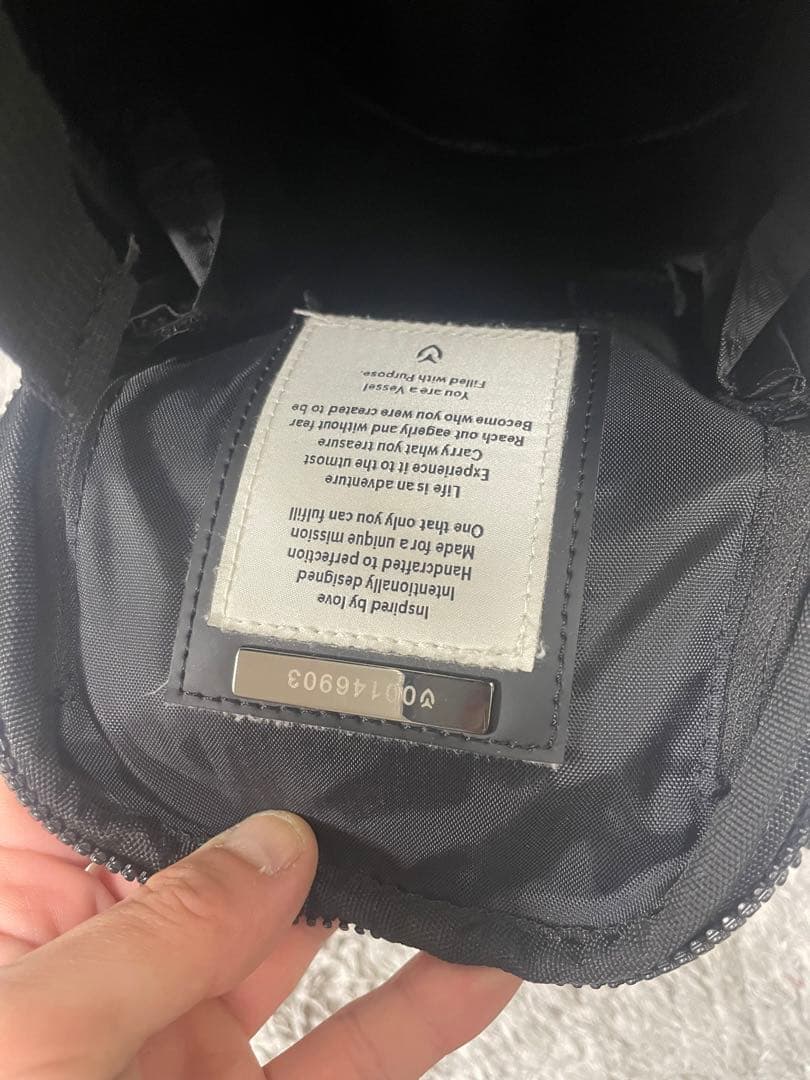 00146903
Inspired by love
Intentionally designed
Handcrafted to perfection
Made for a unique mission
One that only you can fulfill
Life is an adventure
Experience it to the utmost
Carry what you treasure
Reach out eagerly and without fear
Become who you were created to be
You are a Vessel
Filled with Purpose.